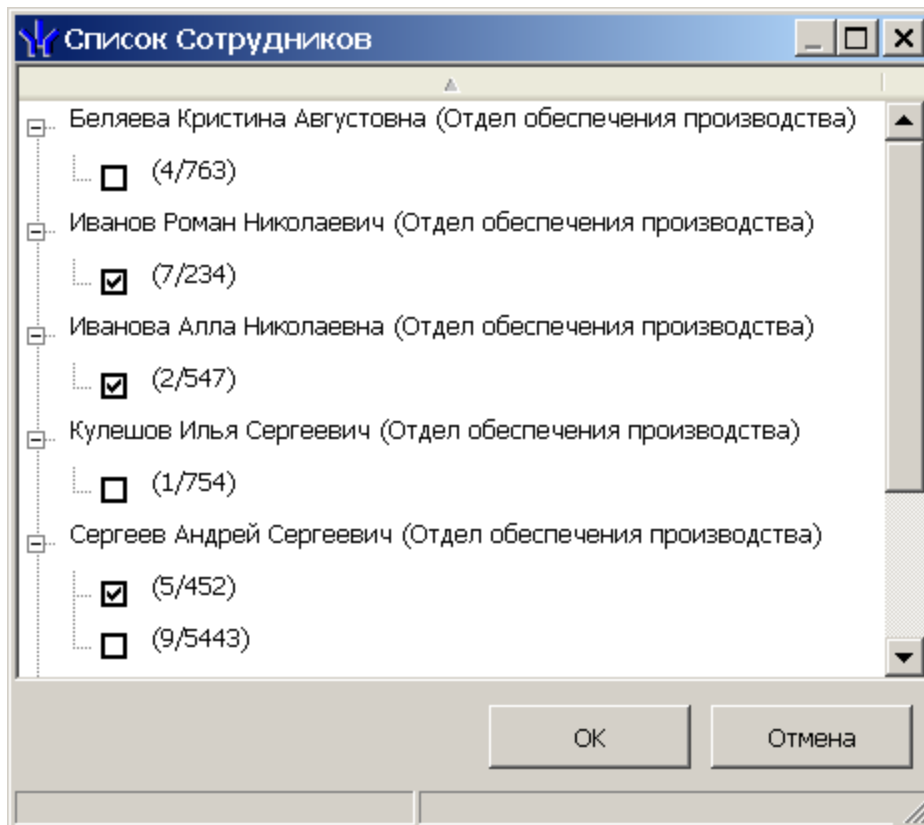 Список Сотрудников
Беляева Кристина Августовна (Отдел обеспечения производства)
(4/763)
Иванов Роман Николаевич (Отдел обеспечения производства)
(7/234)
Иванова Алла Николаевна (Отдел обеспечения производства)
(2/547)
Кулешов Илья Сергеевич (Отдел обеспечения производства)
(1/754)
Сергеев Андрей Сергеевич (Отдел обеспечения производства)
(5/452)
(9/5443)
ОК
Отмена